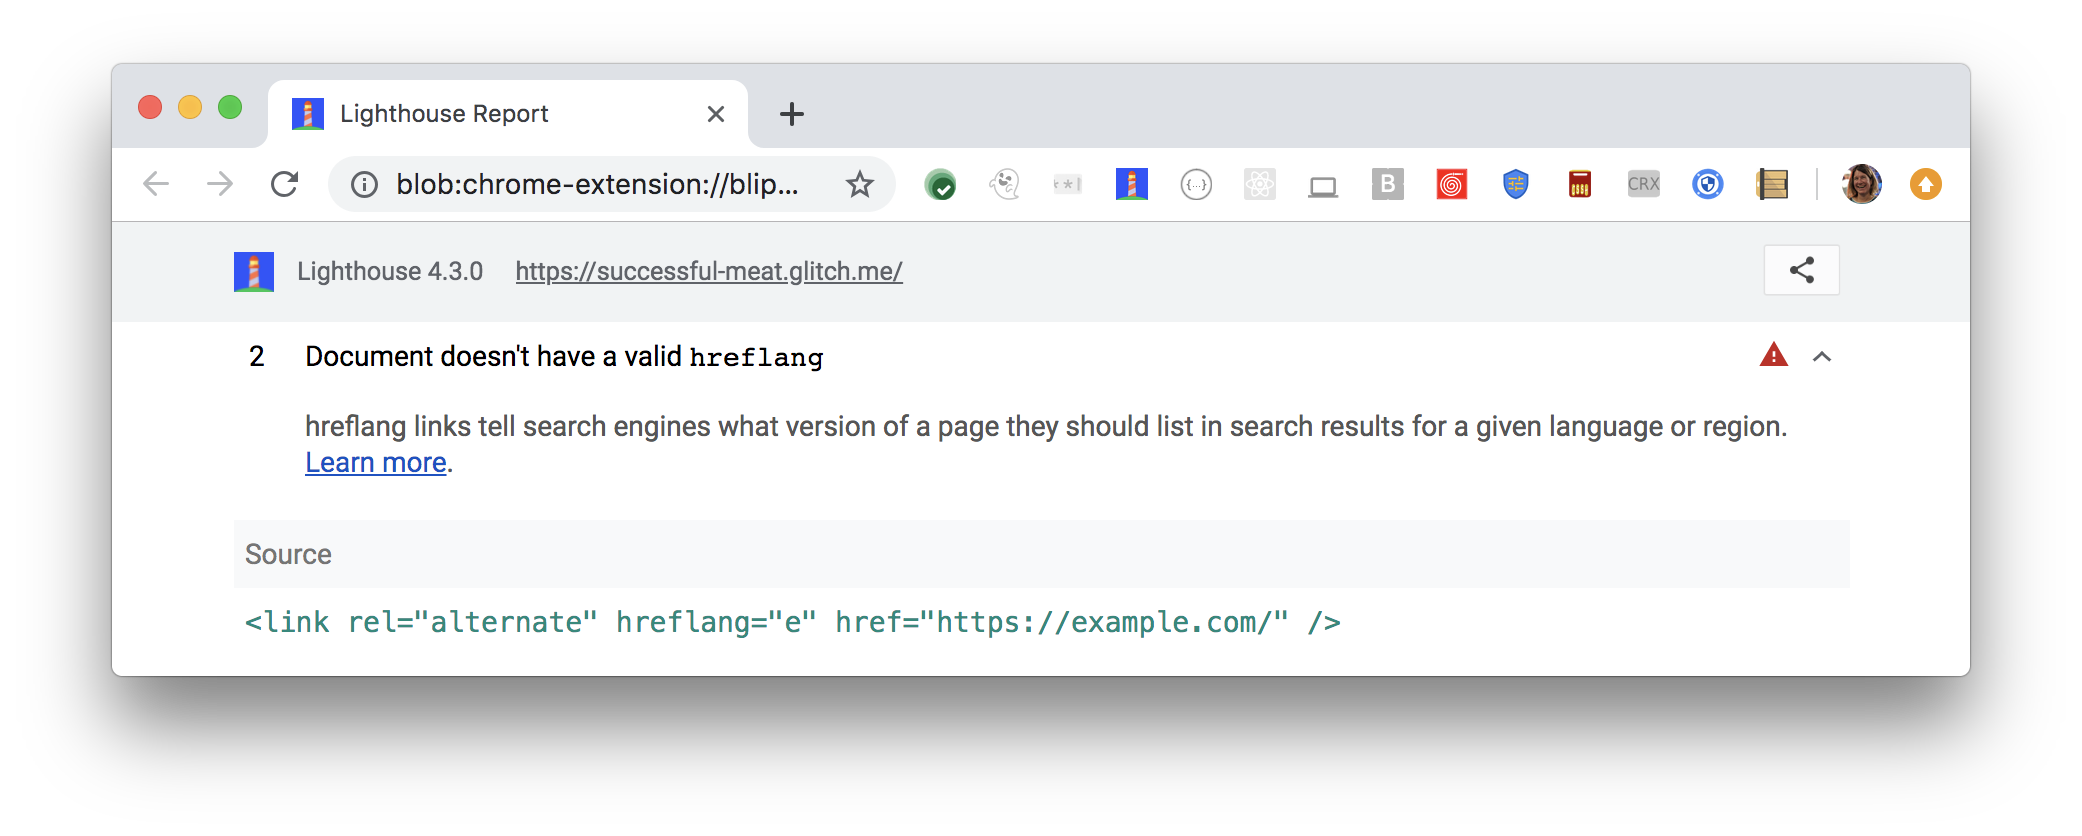 Lighthouse Report
blob:chrome-extension://blip...
**|
{...}
B
CRX
Lighthouse 4.3.0 https://successful-meat.glitch.me/
2 Document doesn't have a valid hreflang
hreflang links tell search engines what version of a page they should list in search results for a given language or region.
Learn more.
Source
<link rel="alternate" hreflang="e" href="https://example.com/" />